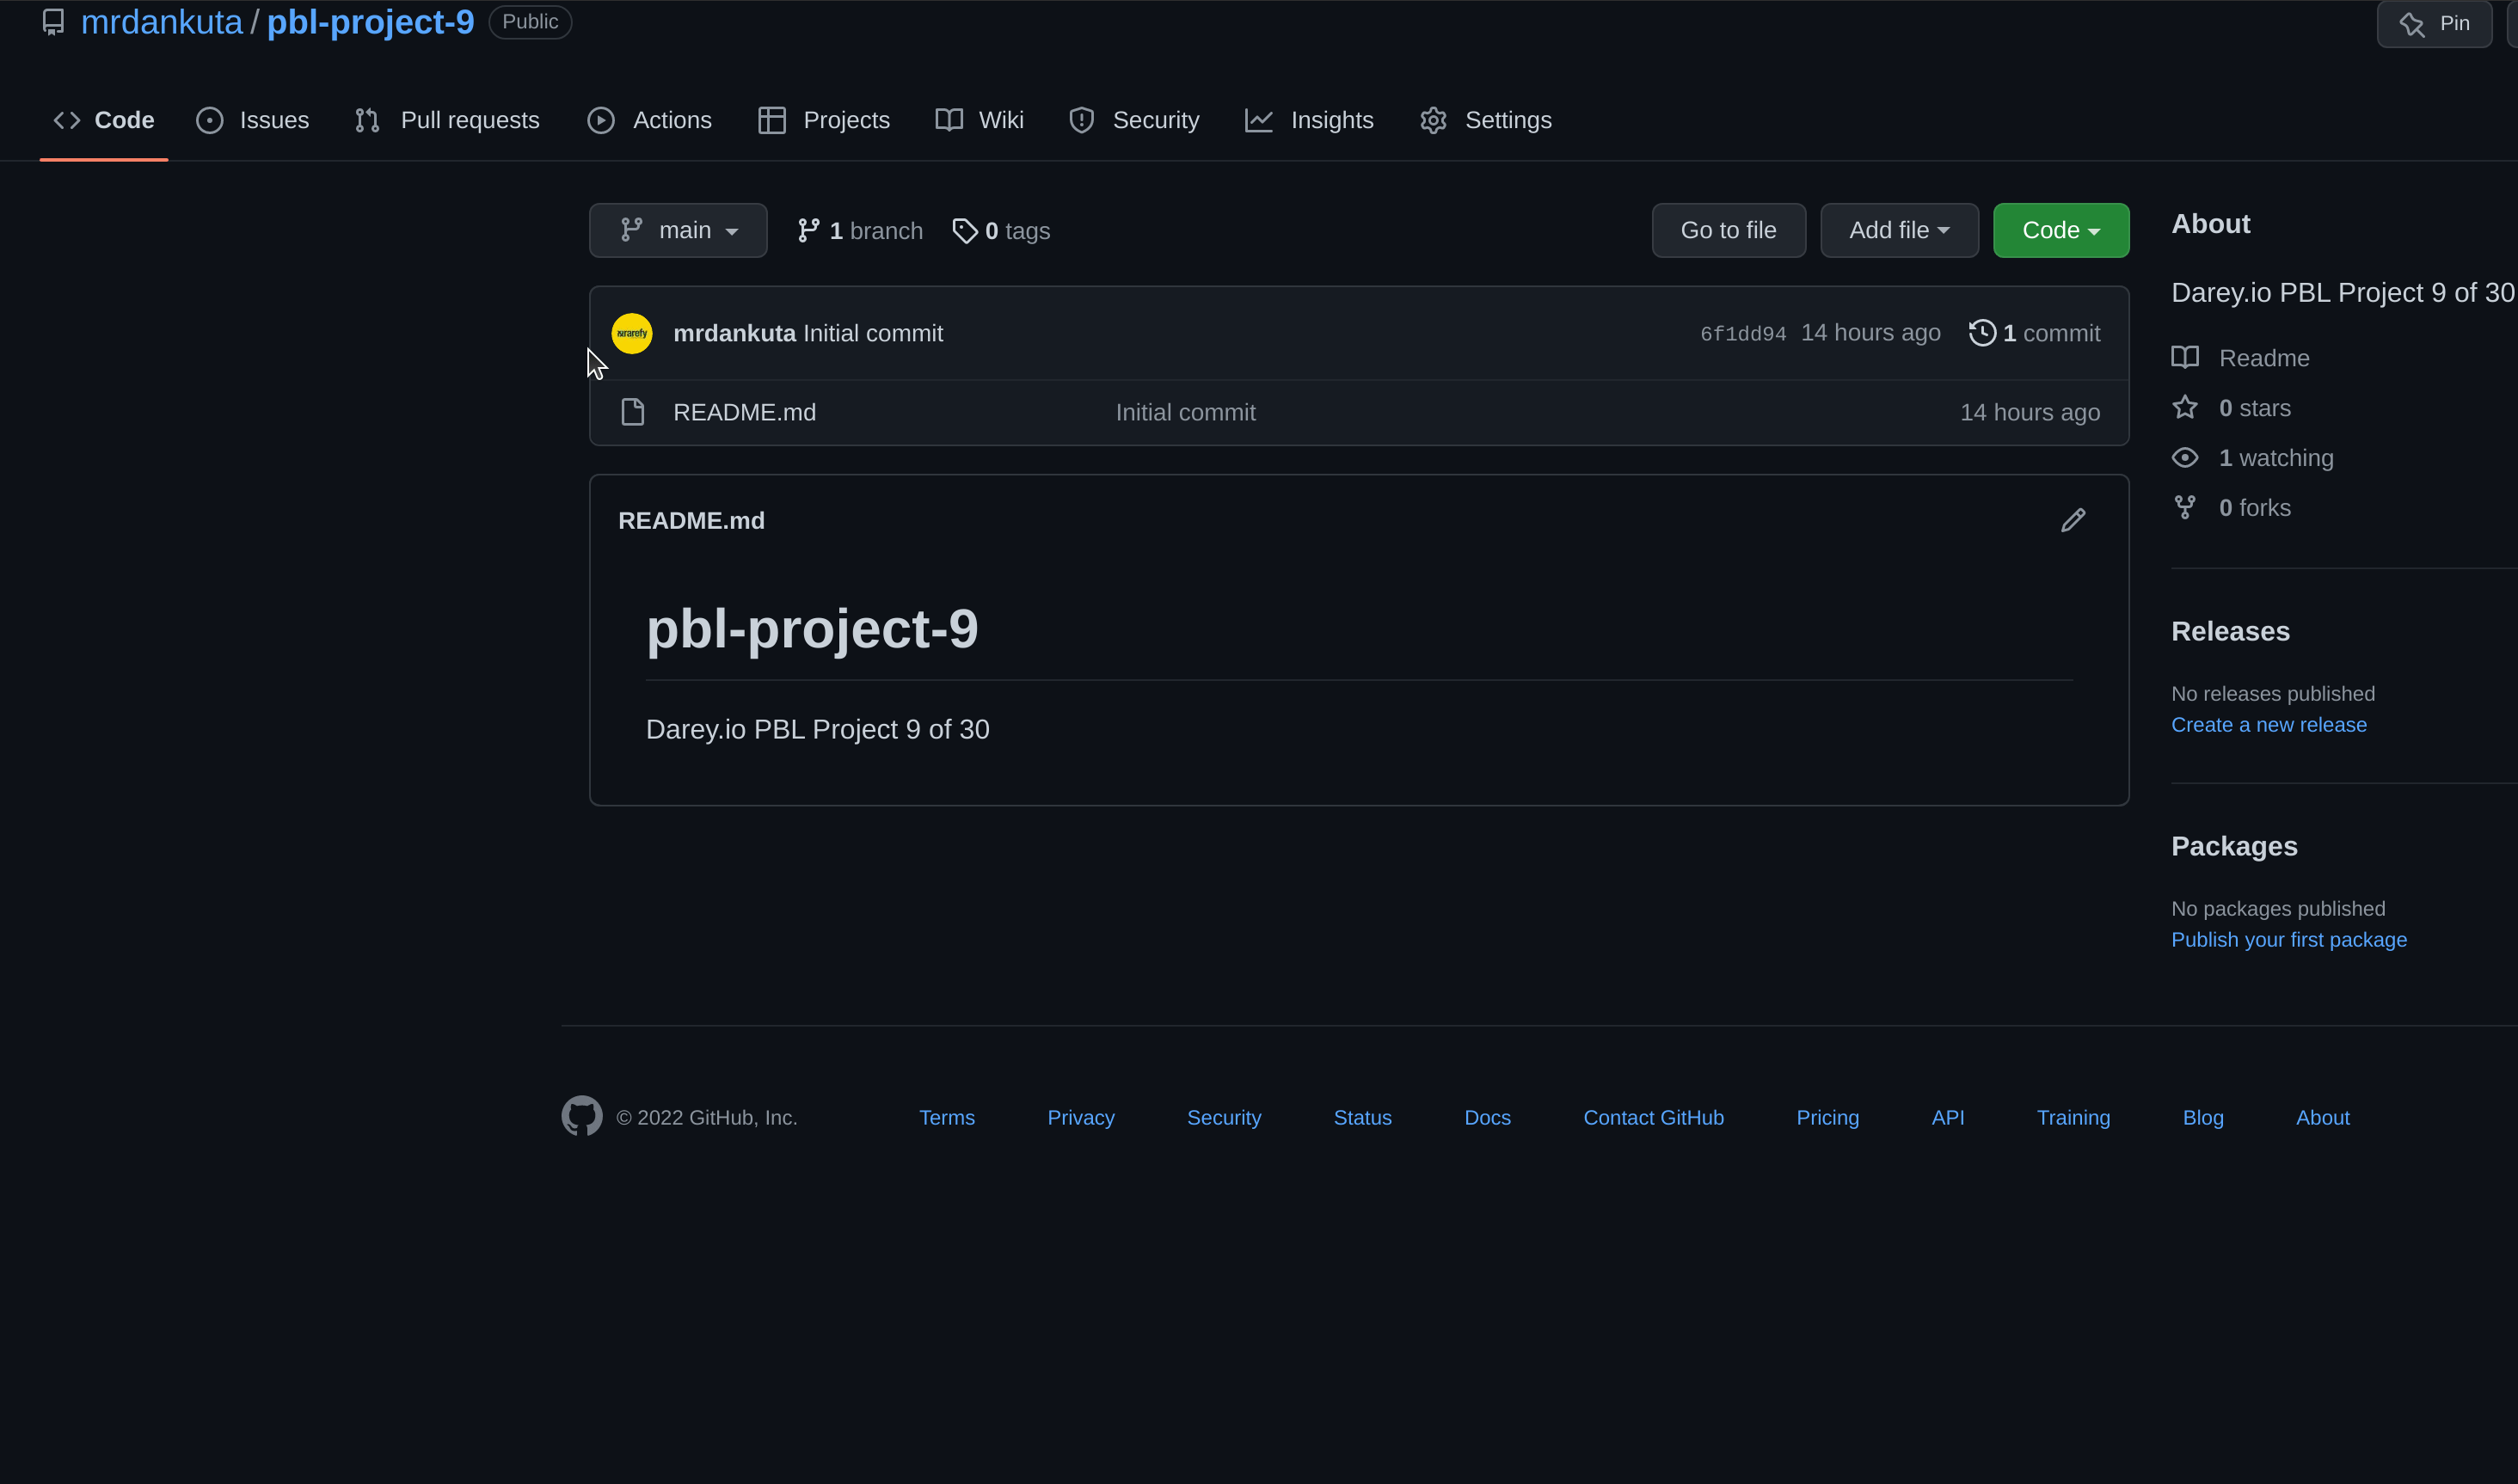 mrdankuta / pbl-project-9 Public
Pin
Code Issues Pull requests Actions Projects Wiki Security Insights Settings
main 1 branch 0 tags
Go to file Add file Code
mrdankuta Initial commit 6f1dd94 14 hours ago 1 commit
README.md Initial commit 14 hours ago
README.md
pbl-project-9
Darey.io PBL Project 9 of 30
About
Darey.io PBL Project 9 of 30
Readme
0 stars
1 watching
0 forks
Releases
No releases published
Create a new release
Packages
No packages published
Publish your first package
© 2022 GitHub, Inc. Terms Privacy Security Status Docs Contact GitHub Pricing API Training Blog About